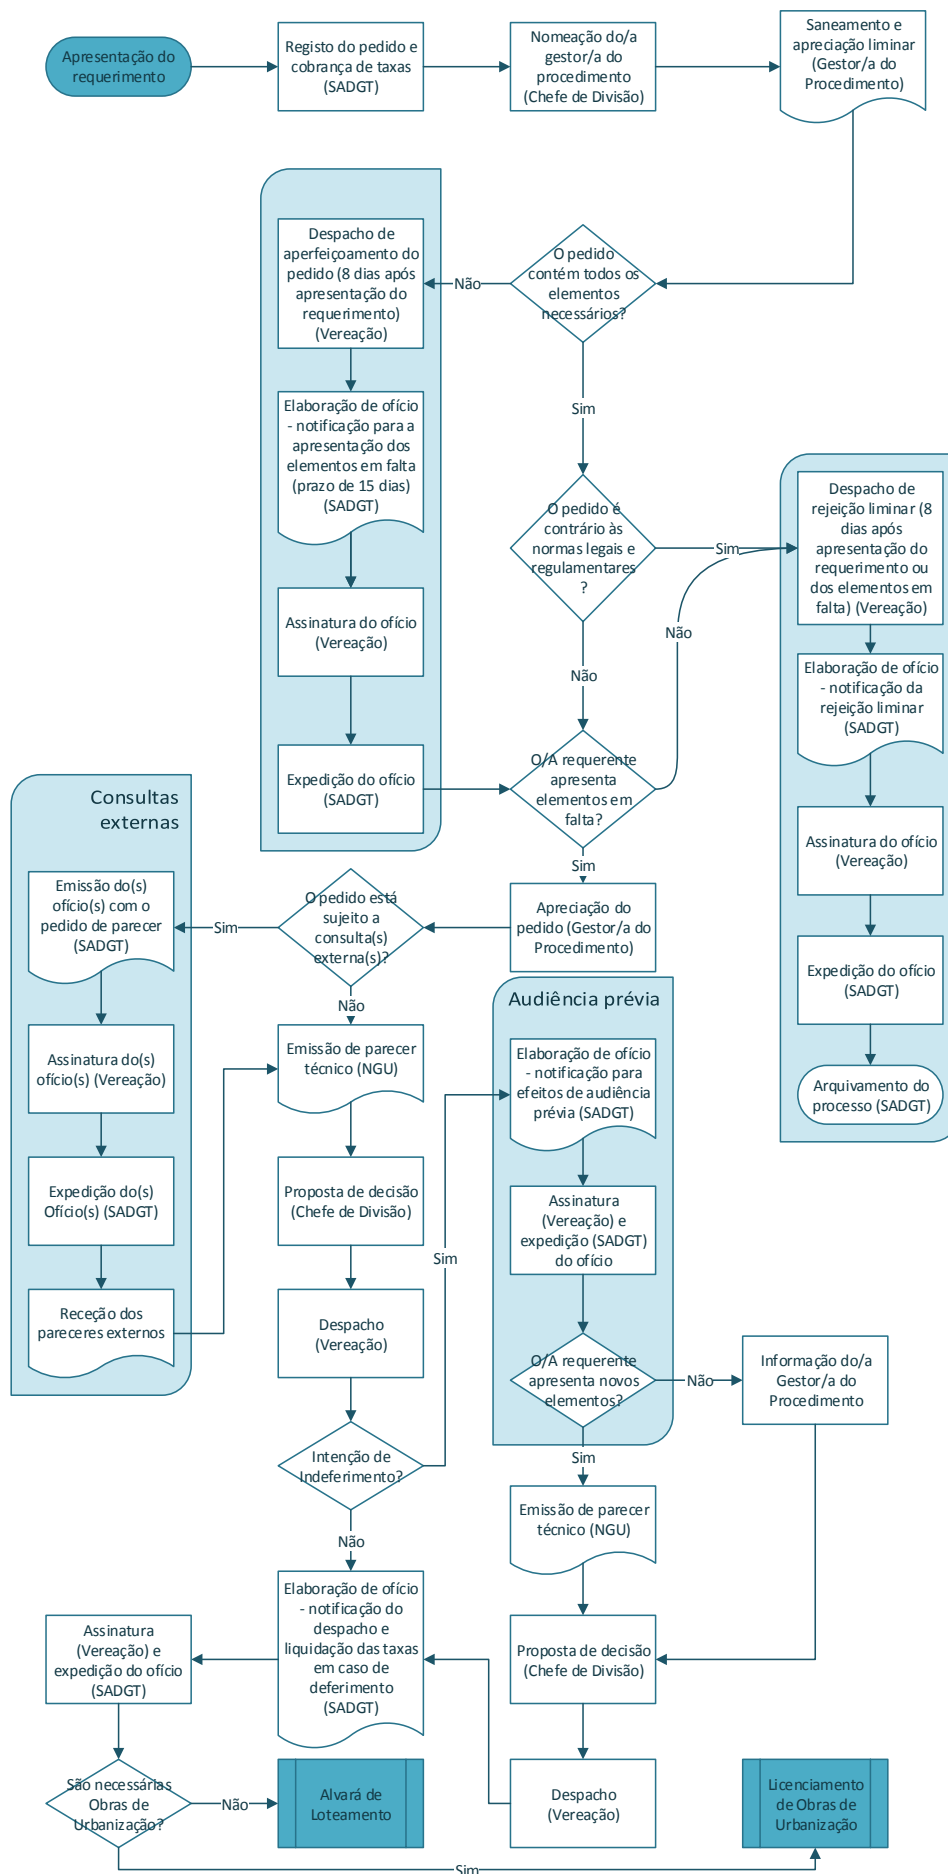 Apresentação do
requerimento
Registo do pedido e
cobrança de taxas
(SADGT)
Nomeação do/a
gestor/a do
procedimento
(Chefe de Divisão)
Saneamento e
apreciação liminar
(Gestor/a do
Procedimento)
Despacho de
aperfeiçoamento do
pedido (8 dias após
apresentação do
requerimento)
(Vereação)
Não
O pedido
contém todos os
elementos
necessários?
Sim
Elaboração de ofício
- notificação para a
apresentação dos
elementos em falta
(prazo de 15 dias)
(SADGT)
Assinatura do ofício
(Vereação)
Expedição do ofício
(SADGT)
O pedido é
contrário às
normas legais e
regulamentares
?
Sim
Não
Não
Despacho de
rejeição liminar (8
dias após
apresentação do
requerimento ou
dos elementos em
falta) (Vereação)
Elaboração de ofício
- notificação da
rejeição liminar
(SADGT)
Assinatura do ofício
(Vereação)
Expedição do ofício
(SADGT)
Arquivamento do
processo (SADGT)
O/A requerente
apresenta
elementos em
falta?
Sim
Apreciação do
pedido (Gestor/a do
Procedimento)
O pedido está
sujeito a
consulta(s)
externa(s)?
Sim
Não
Consultas
externas
Emissão do(s)
ofício(s) com o
pedido de parecer
(SADGT)
Assinatura do(s)
ofício(s) (Vereação)
Expedição do(s)
Ofício(s) (SADGT)
Receção dos
pareceres externos
Emissão de parecer
técnico (NGU)
Proposta de decisão
(Chefe de Divisão)
Despacho
(Vereação)
Intenção de
Indeferimento?
Sim
Não
Audiência prévia
Elaboração de ofício
- notificação para
efeitos de audiência
prévia (SADGT)
Assinatura
(Vereação) e
expedição (SADGT)
do ofício
O/A requerente
apresenta novos
elementos?
Não
Informação do/a
Gestor/a do
Procedimento
Sim
Emissão de parecer
técnico (NGU)
Proposta de decisão
(Chefe de Divisão)
Despacho
(Vereação)
Elaboração de ofício
- notificação do
despacho e
liquidação das taxas
em caso de
deferimento
(SADGT)
Assinatura
(Vereação) e
expedição do ofício
(SADGT)
São necessárias
Obras de
Urbanização?
Não
Alvará de
Loteamento
Licenciamento
de Obras de
Urbanização
Sim